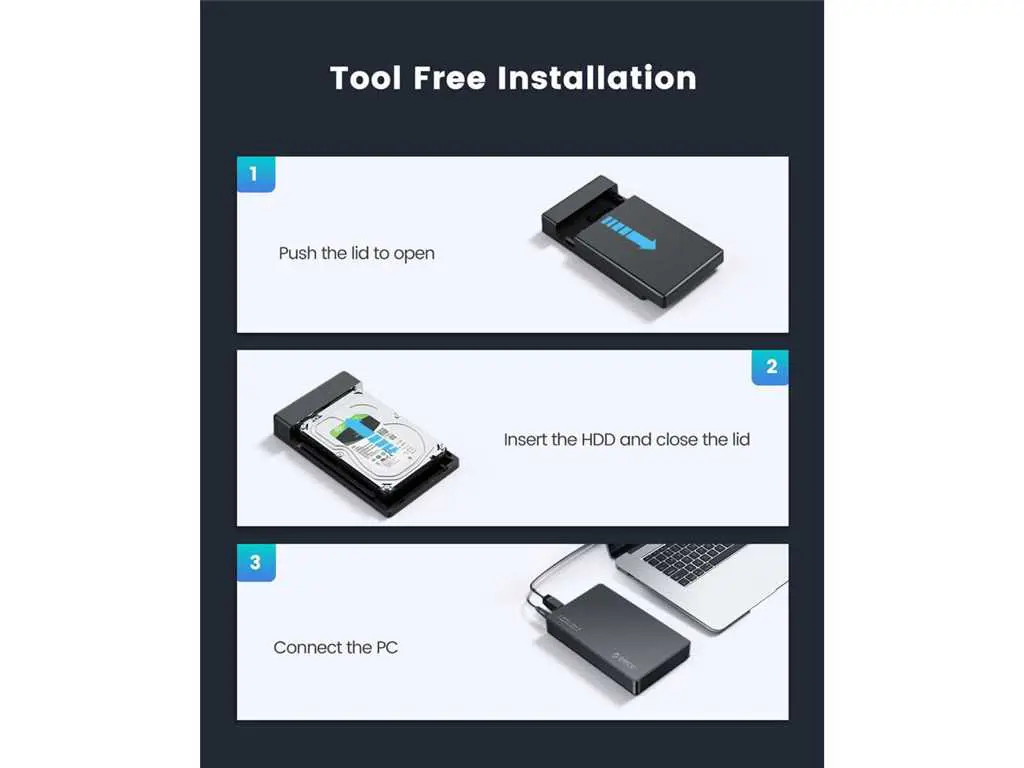 Tool Free Installation
1
Push the lid to open
2
Insert the HDD and close the lid
3
Connect the PC
ORICO